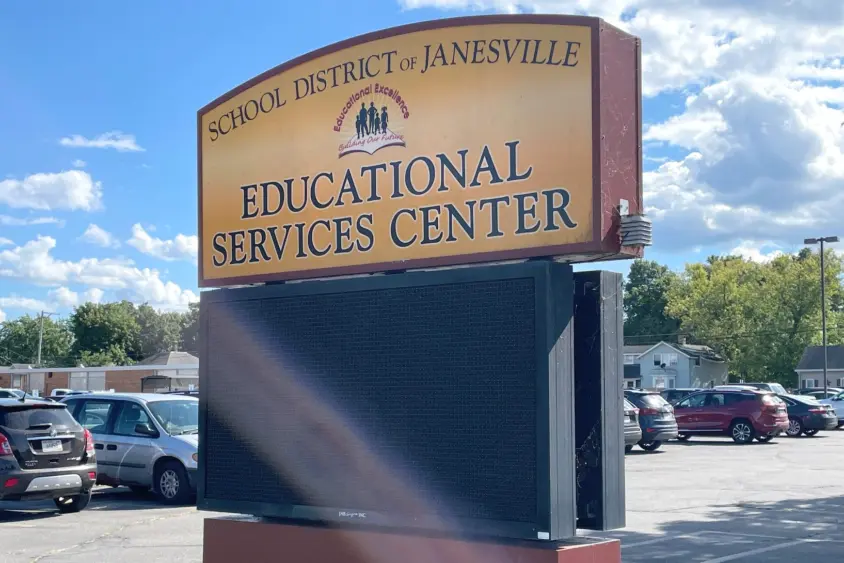 SCHOOL DISTRICT OF JANESVILLE
Educational Excellence
Building Our Future
EDUCATIONAL
SERVICES CENTER